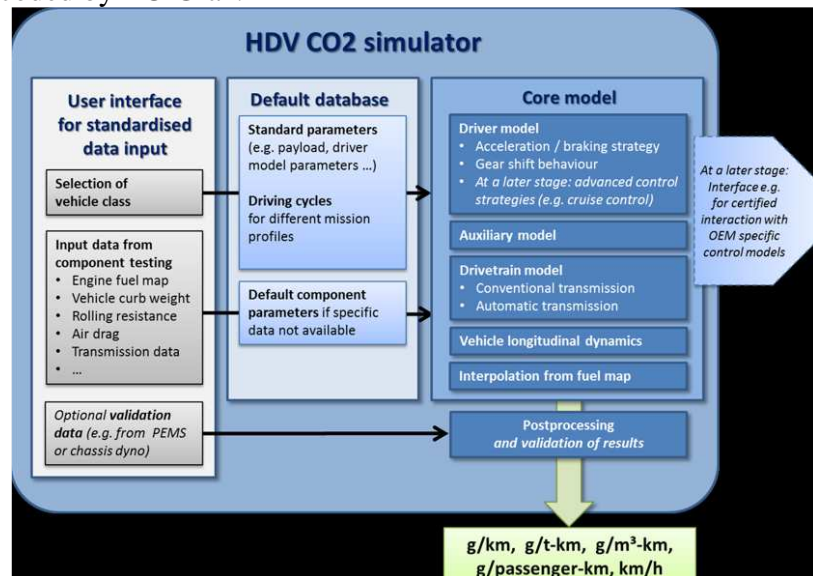 HDV CO2 simulator
User interface
for standardised
data input
Selection of
vehicle class
Input data from
component testing
• Engine fuel map
• Vehicle curb weight
• Rolling resistance
• Air drag
• Transmission data
• ...
Optional validation
data (e.g. from PEMS
or chassis dyno)
Default database
Standard parameters
(e.g. payload, driver
model parameters ...)
Driving cycles
for different mission
profiles
Default component
parameters if specific
data not available
Core model
Driver model
• Acceleration / braking strategy
• Gear shift behaviour
• At a later stage: advanced control
strategies (e.g. cruise control)
Auxiliary model
Drivetrain model
• Conventional transmission
• Automatic transmission
Vehicle longitudinal dynamics
Interpolation from fuel map
Postprocessing
and validation of results
At a later stage:
Interface e.g.
for certified
interaction with
OEM specific
control models
g/km, g/t-km, g/m³-km,
g/passenger-km, km/h